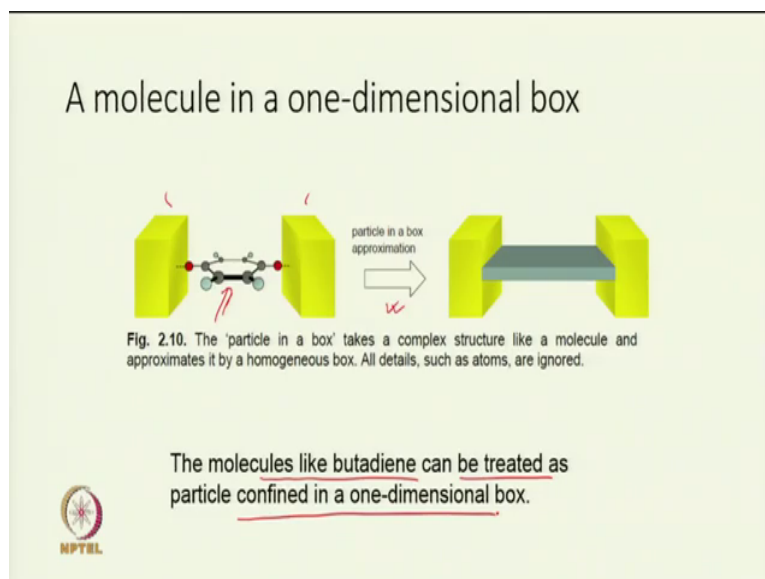 A molecule in a one-dimensional box
particle in a box
approximation
Fig. 2.10. The 'particle in a box' takes a complex structure like a molecule and
approximates it by a homogeneous box. All details, such as atoms, are ignored.
The molecules like butadiene can be treated as
particle confined in a one-dimensional box.
NPTEL